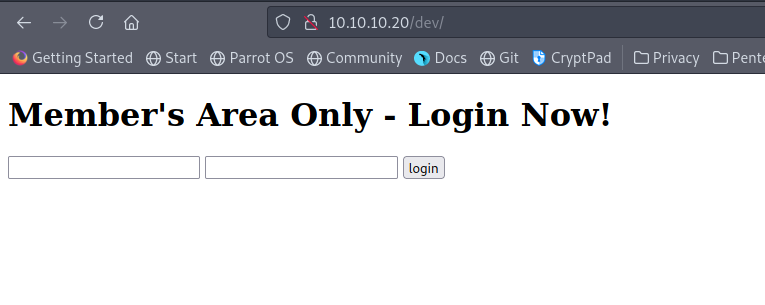 10.10.10.20/dev/
Getting Started Start Parrot OS Community Docs Git CryptPad Privacy Pente
Member's Area Only - Login Now!
login